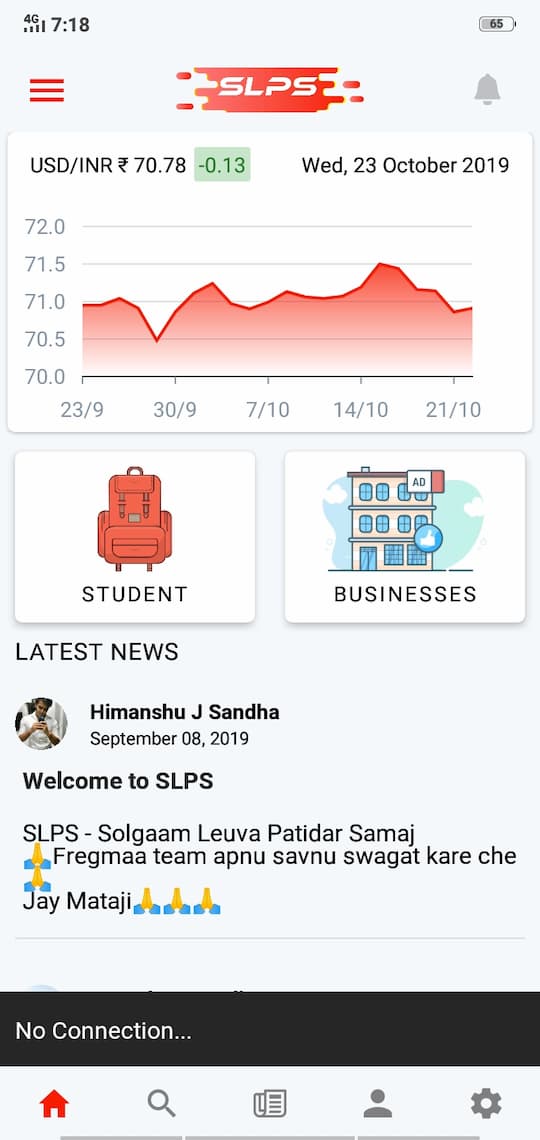 4G 7:18 65
SLPS
USD/INR ₹ 70.78 -0.13 Wed, 23 October 2019
72.0
71.5
71.0
70.5
70.0
23/9 30/9 7/10 14/10 21/10
AD
STUDENT BUSINESSES
LATEST NEWS
Himanshu J Sandha
September 08, 2019
Welcome to SLPS
SLPS - Solgaam Leuva Patidar Samaj
🙏Fregmaa team apnu savnu swagat kare che
🙏
Jay Mataji🙏🙏🙏
No Connection...